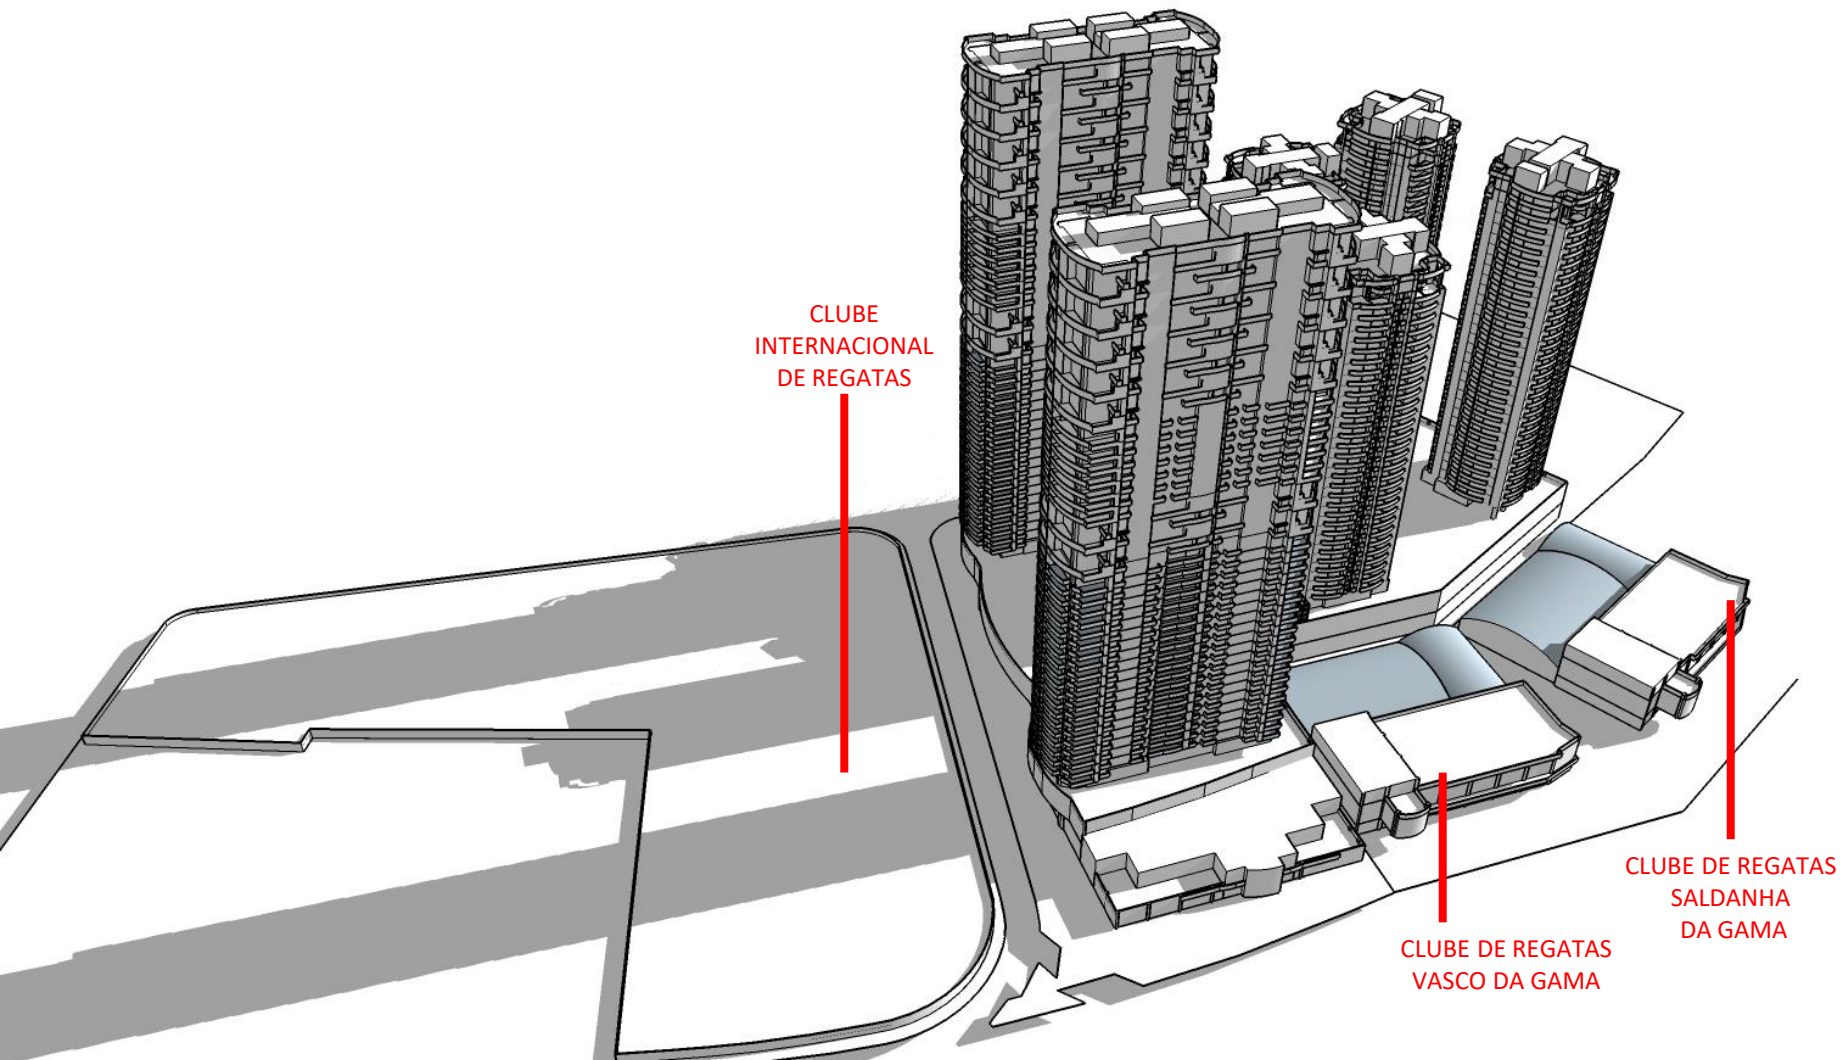 CLUBE
INTERNACIONAL
DE REGATAS
CLUBE DE REGATAS
SALDANHA
DA GAMA
CLUBE DE REGATAS
VASCO DA GAMA